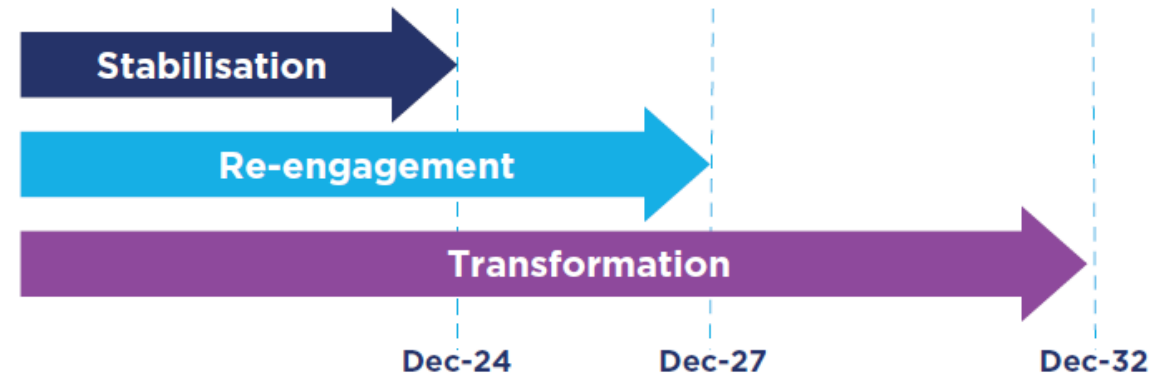 Stabilisation
Re-engagement
Transformation
Dec-24 Dec-27 Dec-32